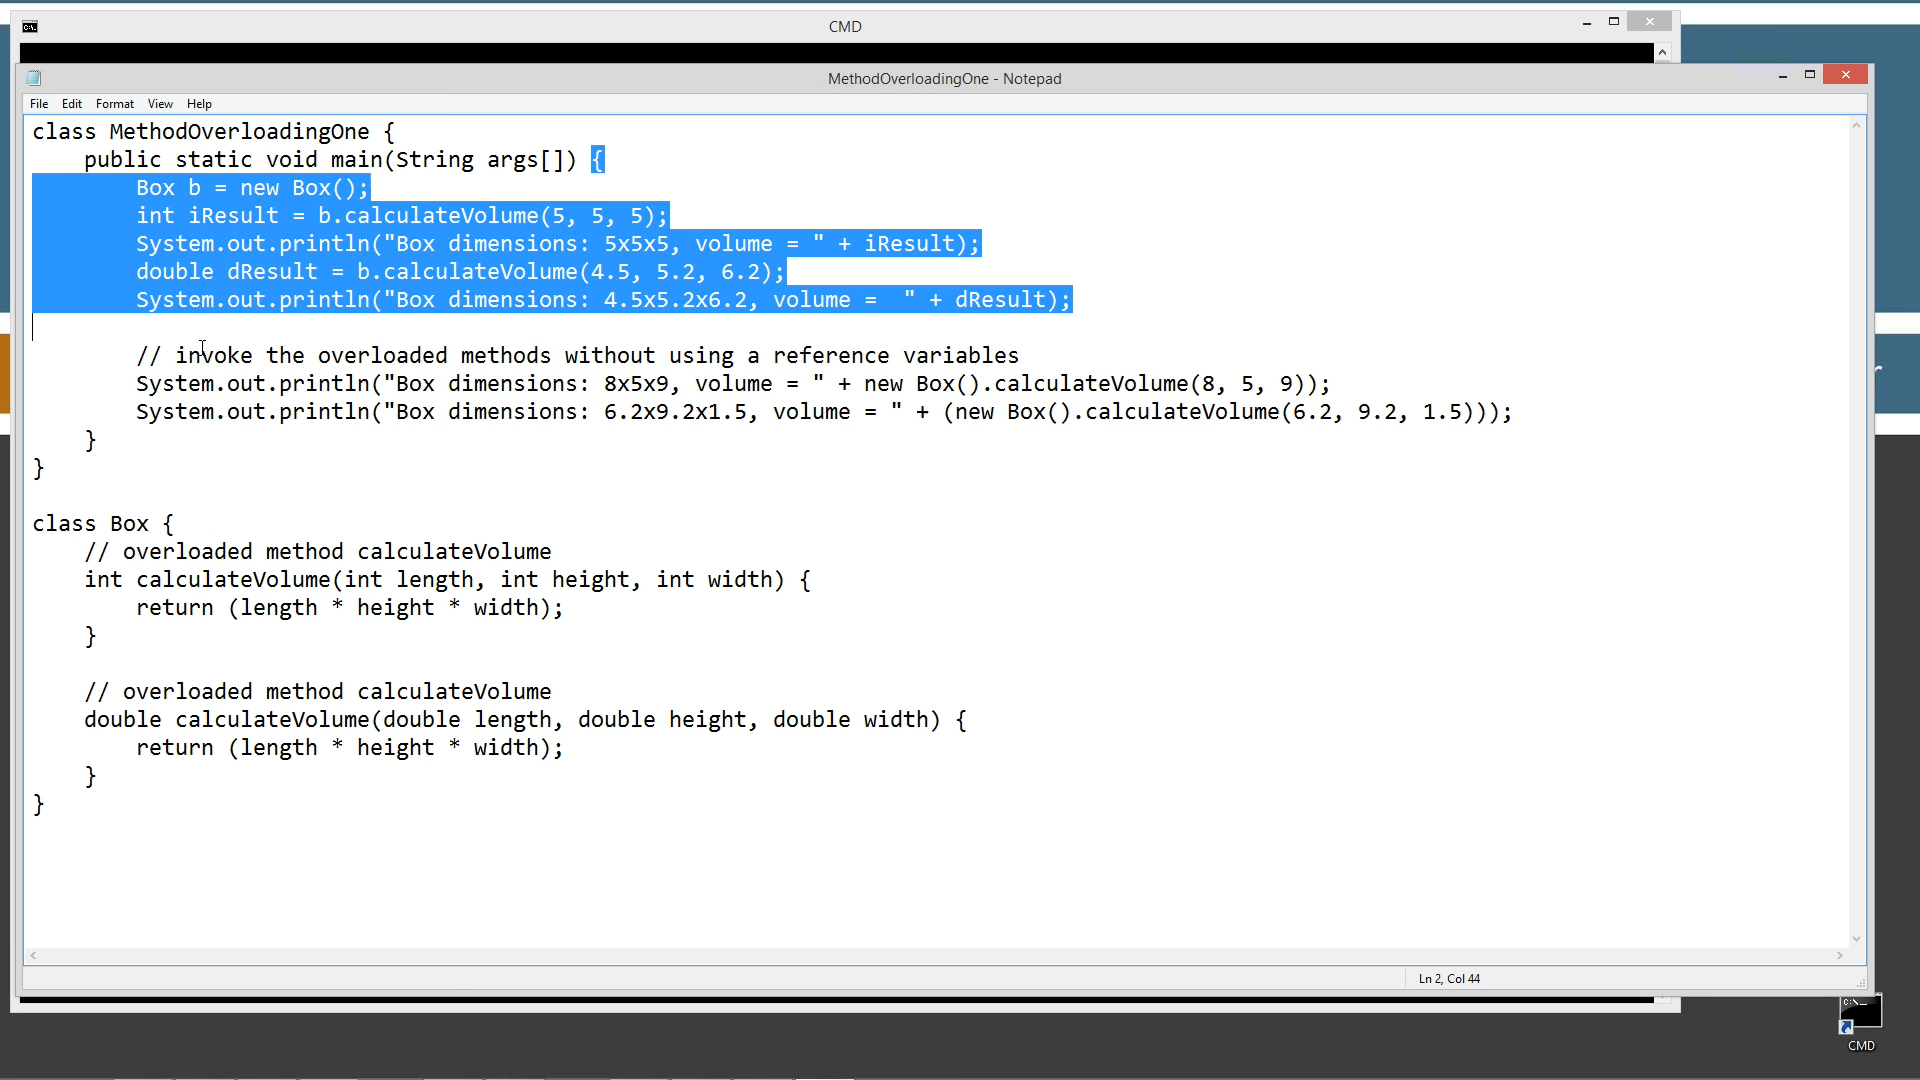 CMD
MethodOverloadingOne - Notepad
File Edit Format View Help
class MethodOverloadingOne {
    public static void main(String args[]) {
        Box b = new Box();
        int iResult = b.calculateVolume(5, 5, 5);
        System.out.println("Box dimensions: 5x5x5, volume = " + iResult);
        double dResult = b.calculateVolume(4.5, 5.2, 6.2);
        System.out.println("Box dimensions: 4.5x5.2x6.2, volume =  " + dResult);

        // invoke the overloaded methods without using a reference variables
        System.out.println("Box dimensions: 8x5x9, volume = " + new Box().calculateVolume(8, 5, 9));
        System.out.println("Box dimensions: 6.2x9.2x1.5, volume = " + (new Box().calculateVolume(6.2, 9.2, 1.5)));
    }
}

class Box {
    // overloaded method calculateVolume
    int calculateVolume(int length, int height, int width) {
        return (length * height * width);
    }

    // overloaded method calculateVolume
    double calculateVolume(double length, double height, double width) {
        return (length * height * width);
    }
}
Ln 2, Col 44
CMD